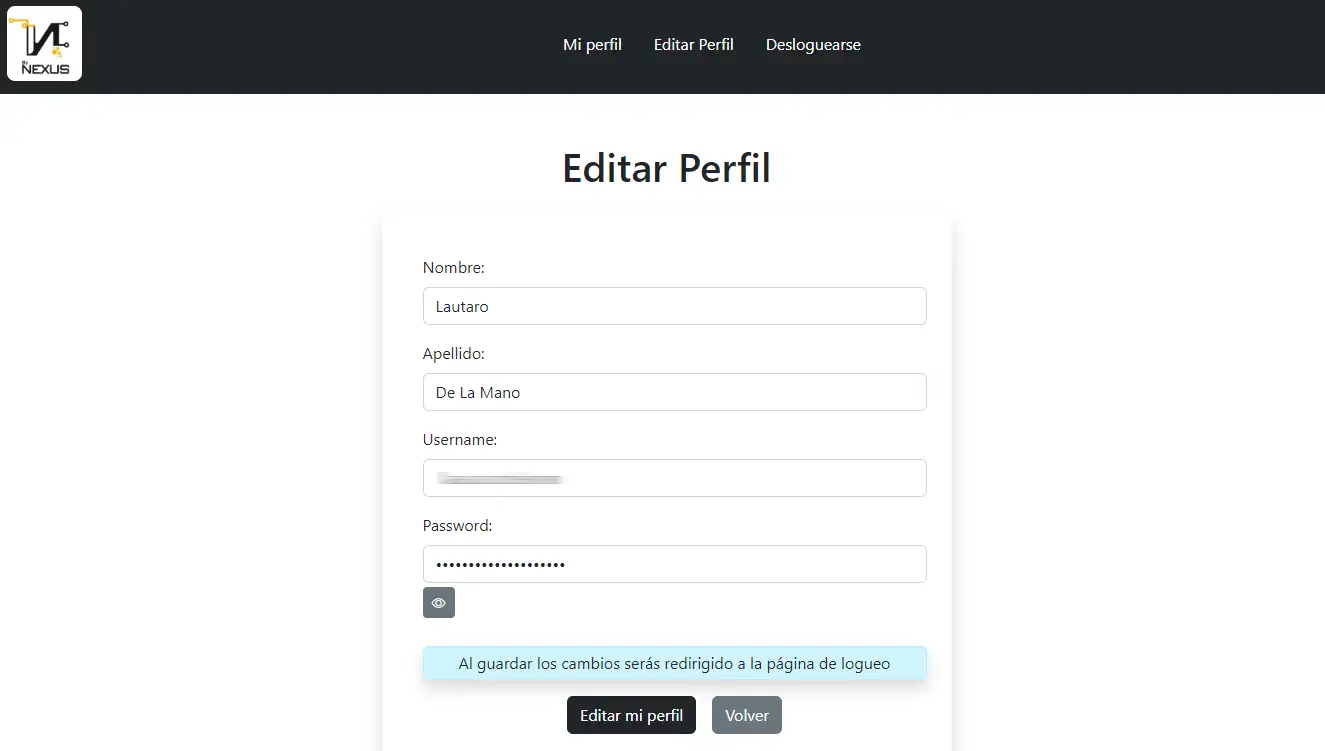 BY
NEXUS
Mi perfil
Editar Perfil
Desloguearse
Editar Perfil
Nombre:
Lautaro
Apellido:
De La Mano
Username:
Password:
••••••••••••••••••••
Al guardar los cambios serás redirigido a la página de logueo
Editar mi perfil
Volver